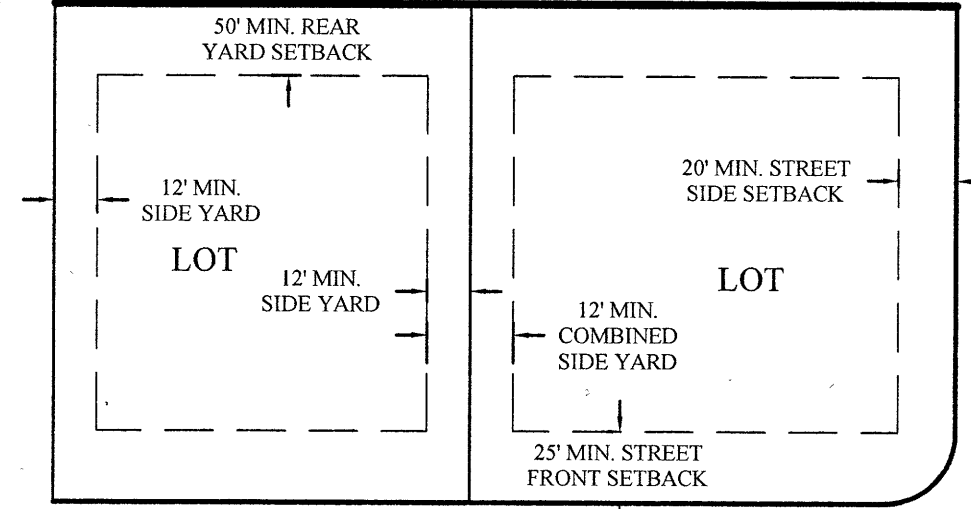 50' MIN. REAR
YARD SETBACK
12' MIN.
SIDE YARD
LOT
12' MIN.
SIDE YARD
20' MIN. STREET
SIDE SETBACK
LOT
12' MIN.
COMBINED
SIDE YARD
25' MIN. STREET
FRONT SETBACK